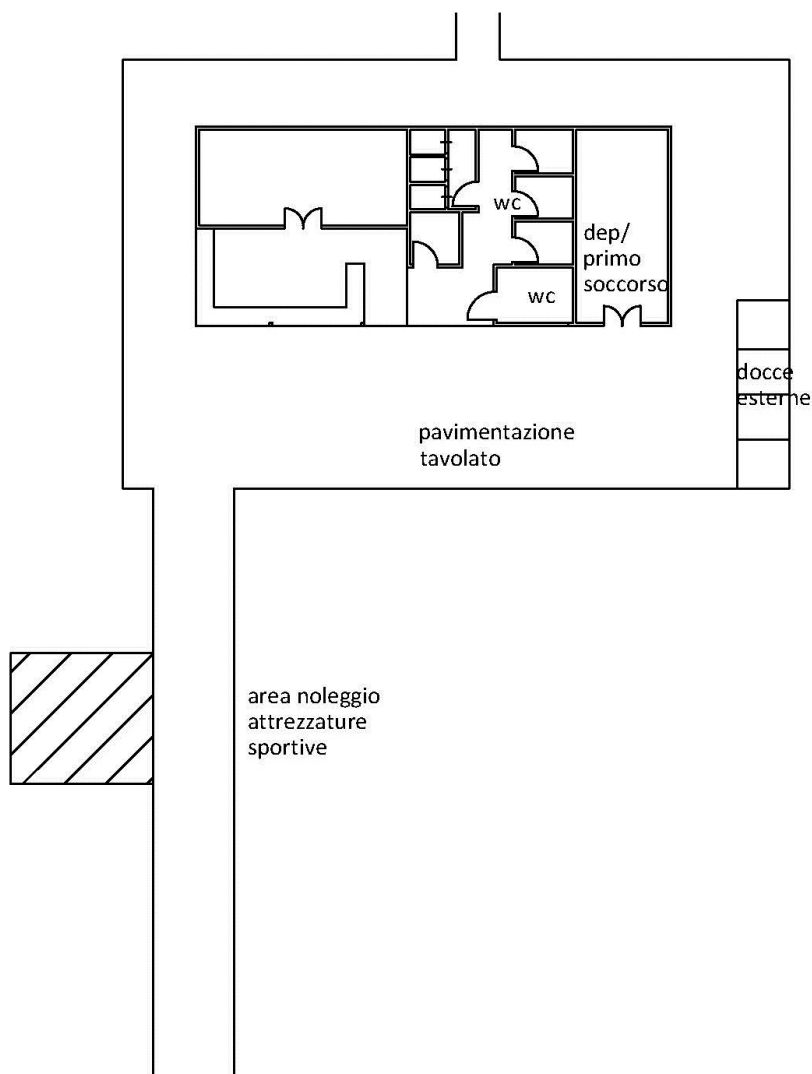 wc
dep/
primo
soccorso
wc
docce
esterne
pavimentazione
tavolato
area noleggio
attrezzature
sportive